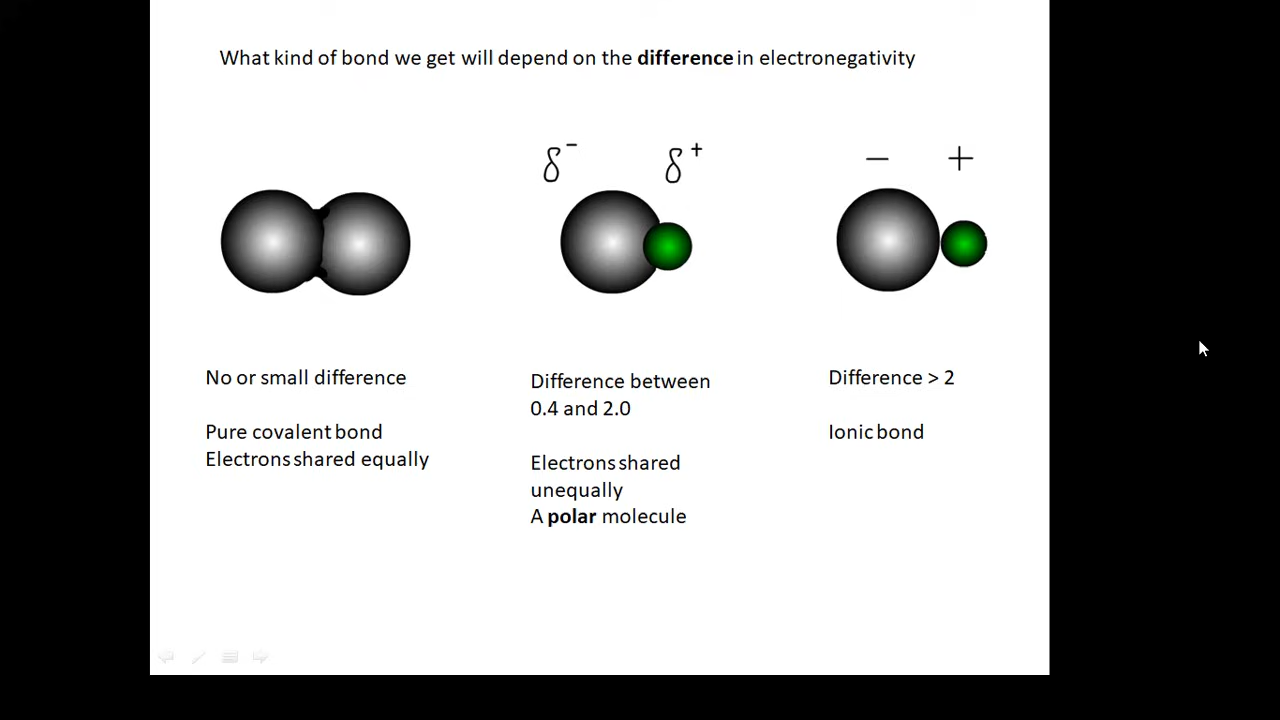 What kind of bond we get will depend on the difference in electronegativity
δ⁻ δ⁺
− +
No or small difference
Pure covalent bond
Electrons shared equally
Difference between
0.4 and 2.0
Electrons shared
unequally
A polar molecule
Difference > 2
Ionic bond